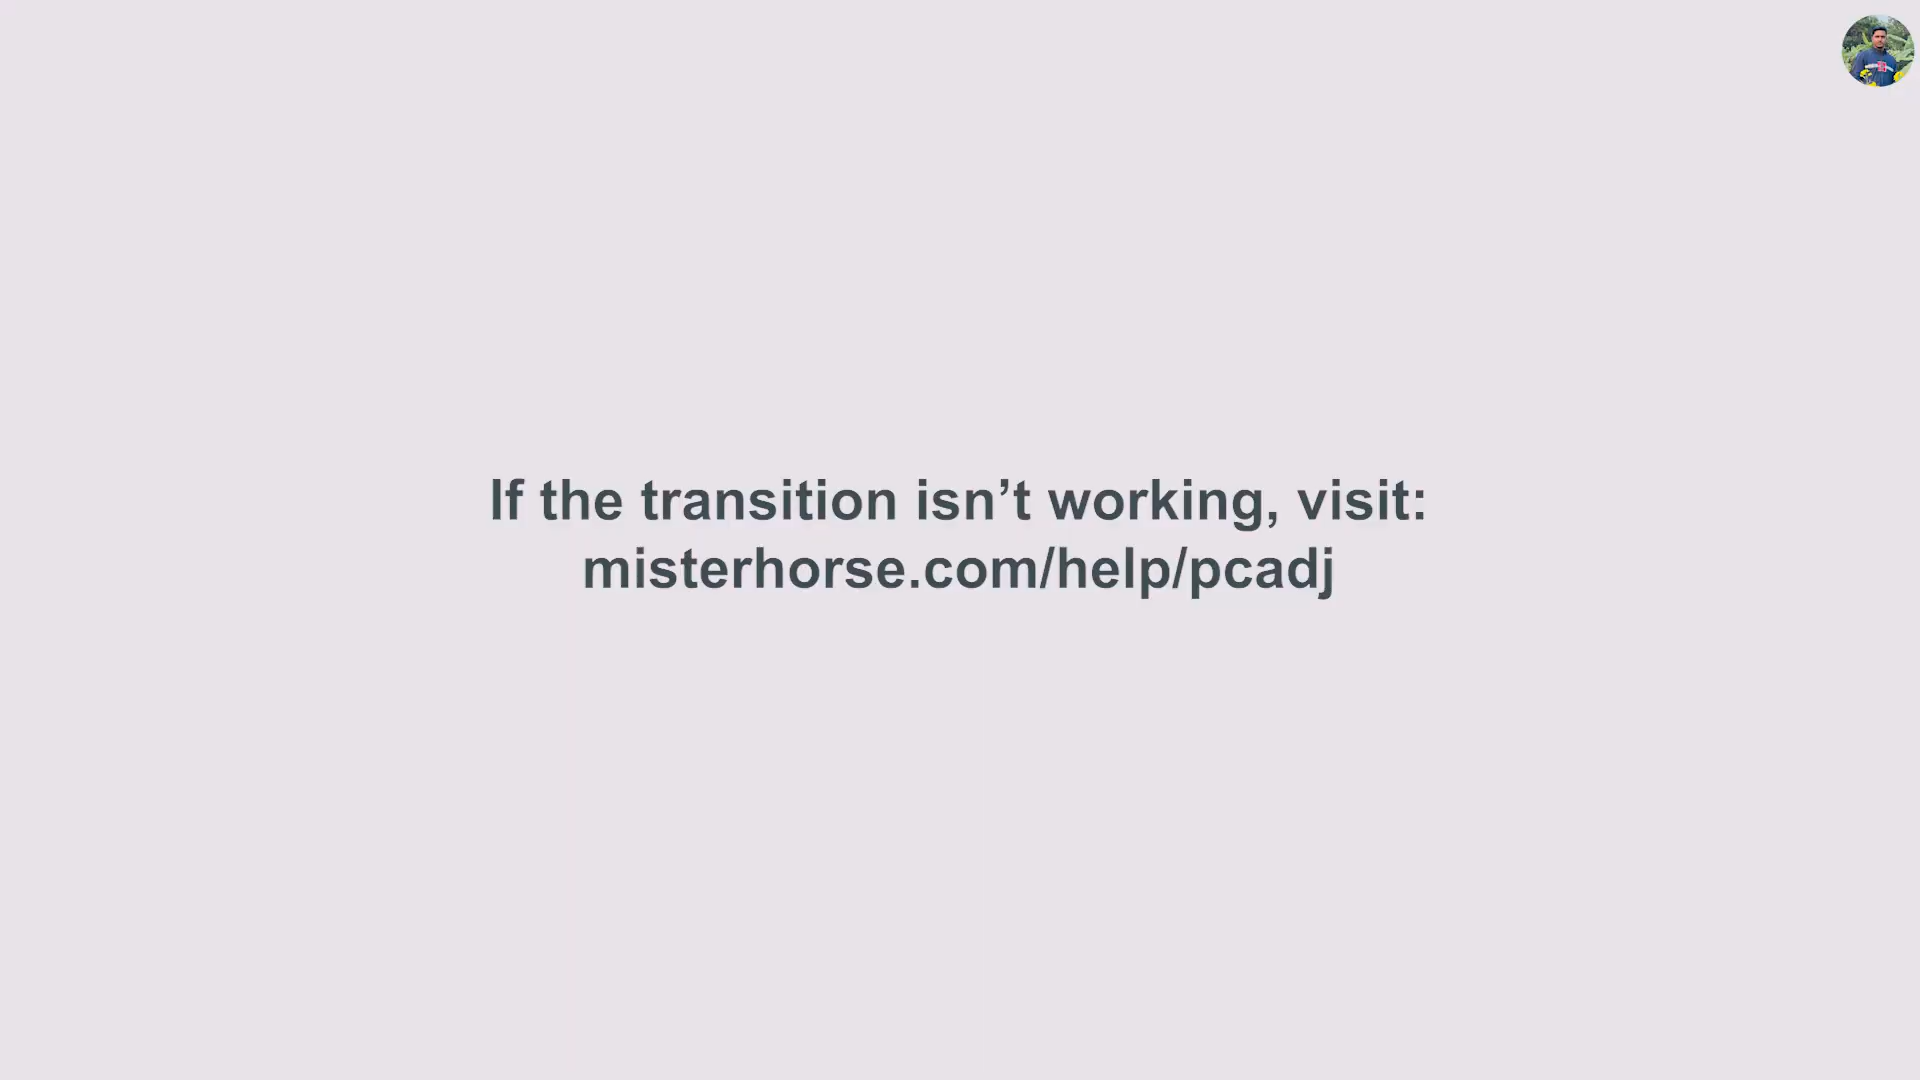 If the transition isn’t working, visit:
misterhorse.com/help/pcadj